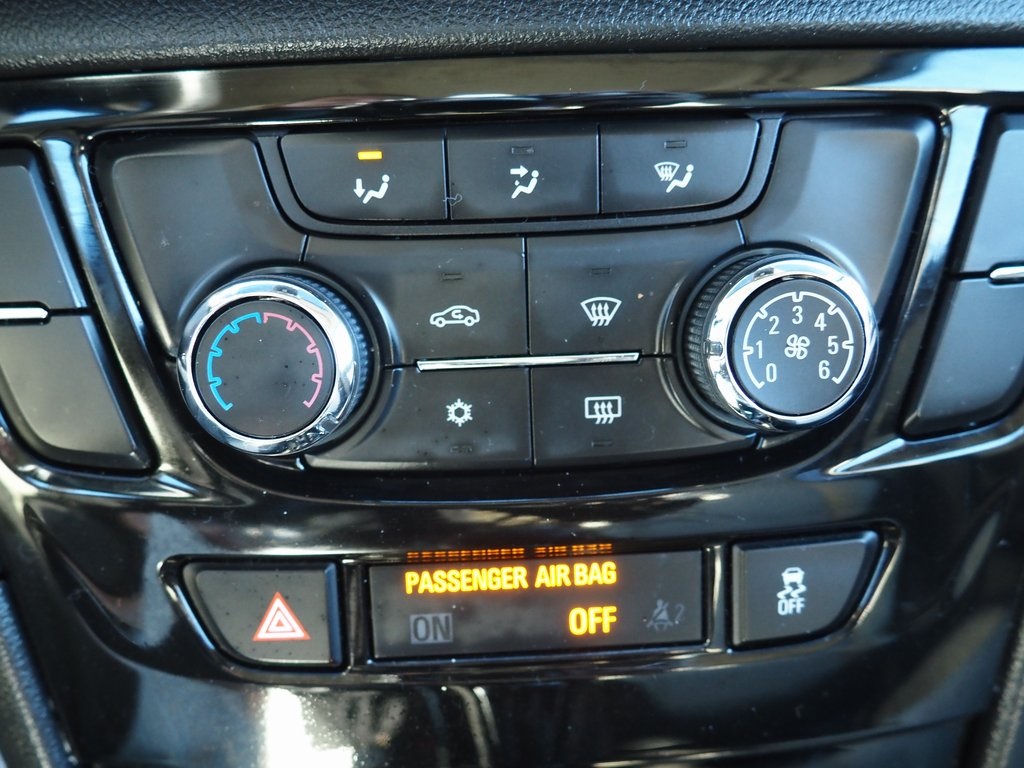 0 1 2 3 4 5 6
PASSENGER AIR BAG
ON OFF
OFF